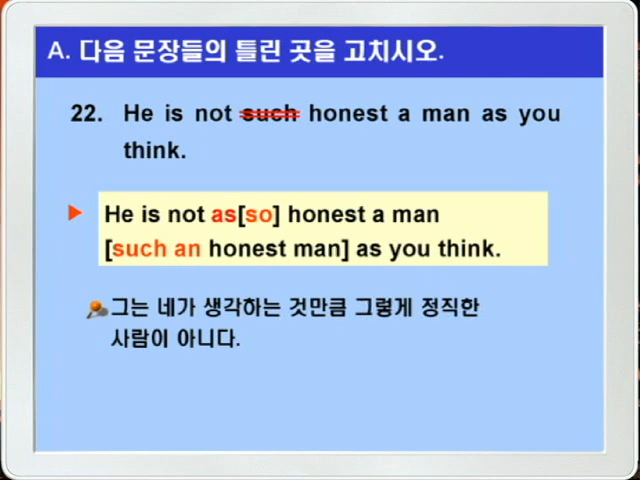 A. 다음 문장들의 틀린 곳을 고치시오.
22. He is not such honest a man as you
think.
He is not as[so] honest a man
[such an honest man] as you think.
그는 네가 생각하는 것만큼 그렇게 정직한
사람이 아니다.